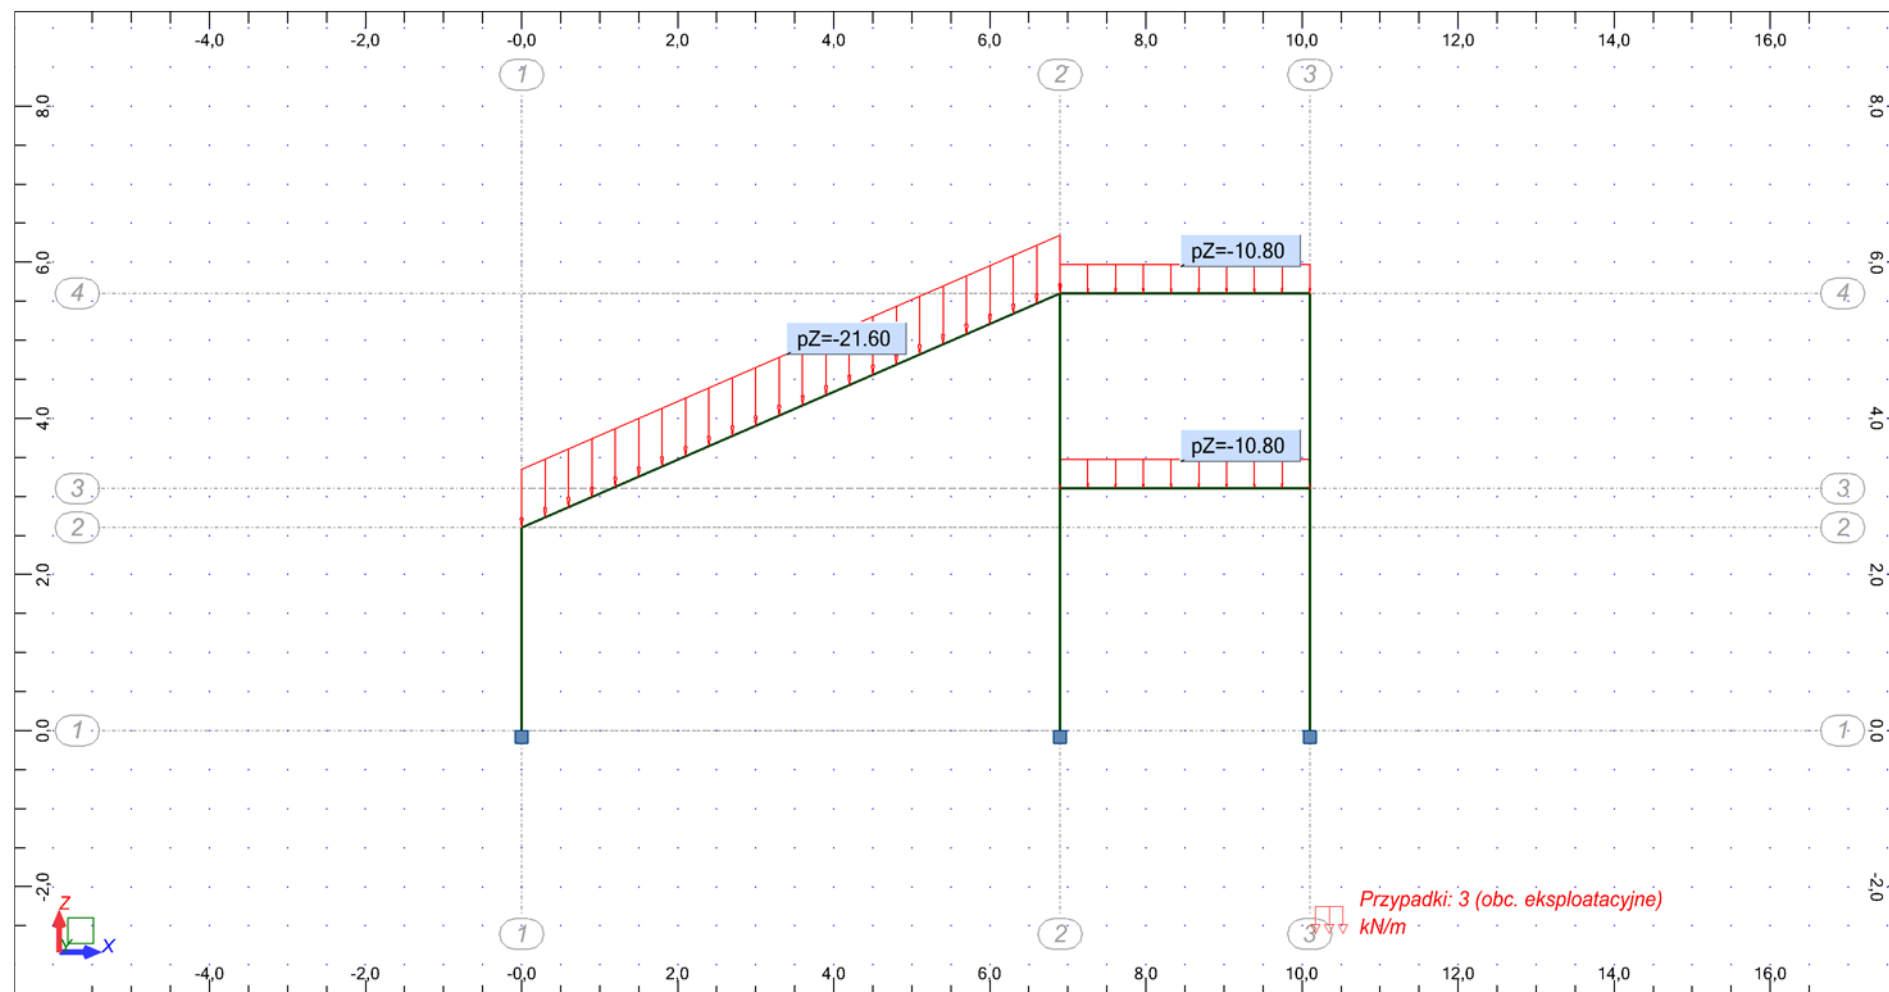 -4,0 -2,0 -0,0 2,0 4,0 6,0 8,0 10,0 12,0 14,0 16,0
1 2 3
8,0 8,0
6,0 pZ=-10.80 6,0
4 4
pZ=-21.60
4,0 pZ=-10.80 4,0
3 3
2 2
2,0 2,0
0,0 1 1 0,0
-2,0 -2,0
Z Przypadki: 3 (obc. eksploatacyjne)
1 2 3 kN/m
Y X
-4,0 -2,0 -0,0 2,0 4,0 6,0 8,0 10,0 12,0 14,0 16,0